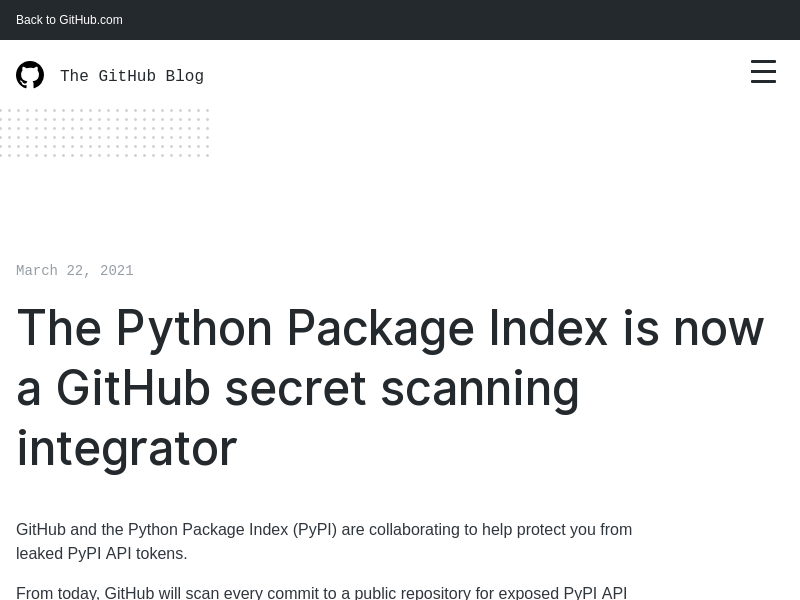 Back to GitHub.com
The GitHub Blog
March 22, 2021
The Python Package Index is now
a GitHub secret scanning
integrator
GitHub and the Python Package Index (PyPI) are collaborating to help protect you from
leaked PyPI API tokens.
From today, GitHub will scan every commit to a public repository for exposed PyPI API